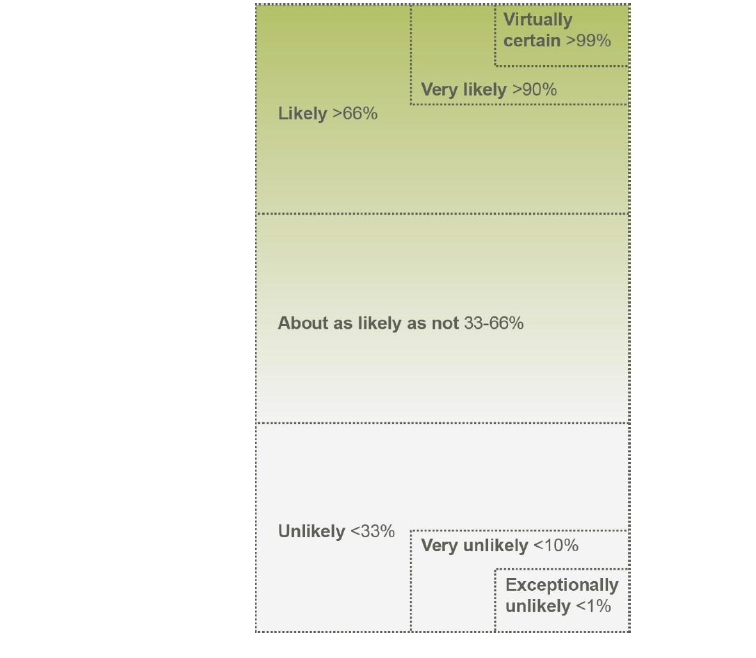 Virtually
certain >99%
Very likely >90%
Likely >66%
About as likely as not 33-66%
Unlikely <33%
Very unlikely <10%
Exceptionally
unlikely <1%